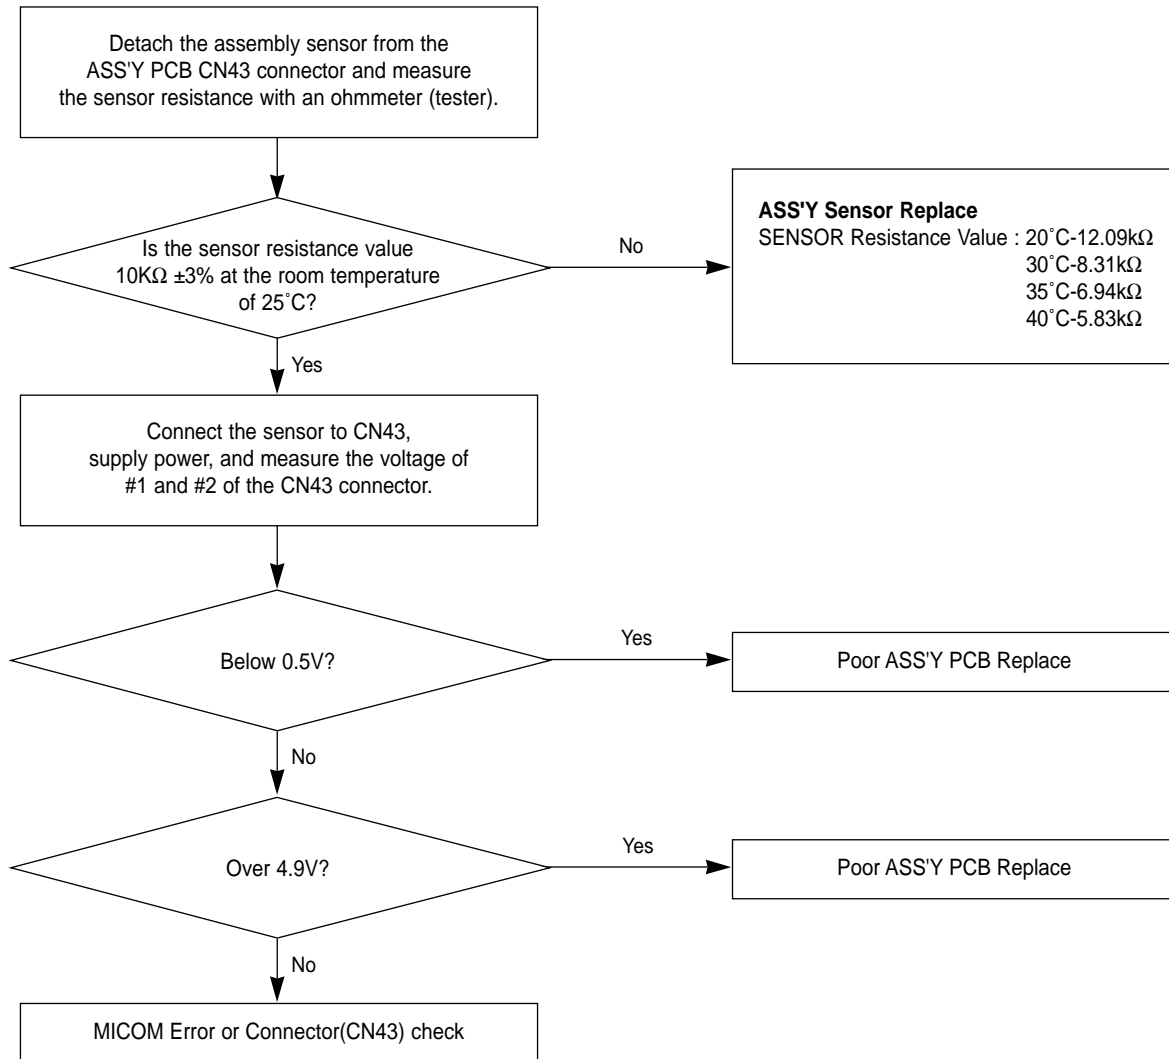 Detach the assembly sensor from the
ASS'Y PCB CN43 connector and measure
the sensor resistance with an ohmmeter (tester).
Is the sensor resistance value
10KΩ ±3% at the room temperature
of 25˚C?
No
ASS'Y Sensor Replace
SENSOR Resistance Value : 20˚C-12.09kΩ
30˚C-8.31kΩ
35˚C-6.94kΩ
40˚C-5.83kΩ
Yes
Connect the sensor to CN43,
supply power, and measure the voltage of
#1 and #2 of the CN43 connector.
Below 0.5V?
Yes
Poor ASS'Y PCB Replace
No
Over 4.9V?
Yes
Poor ASS'Y PCB Replace
No
MICOM Error or Connector(CN43) check